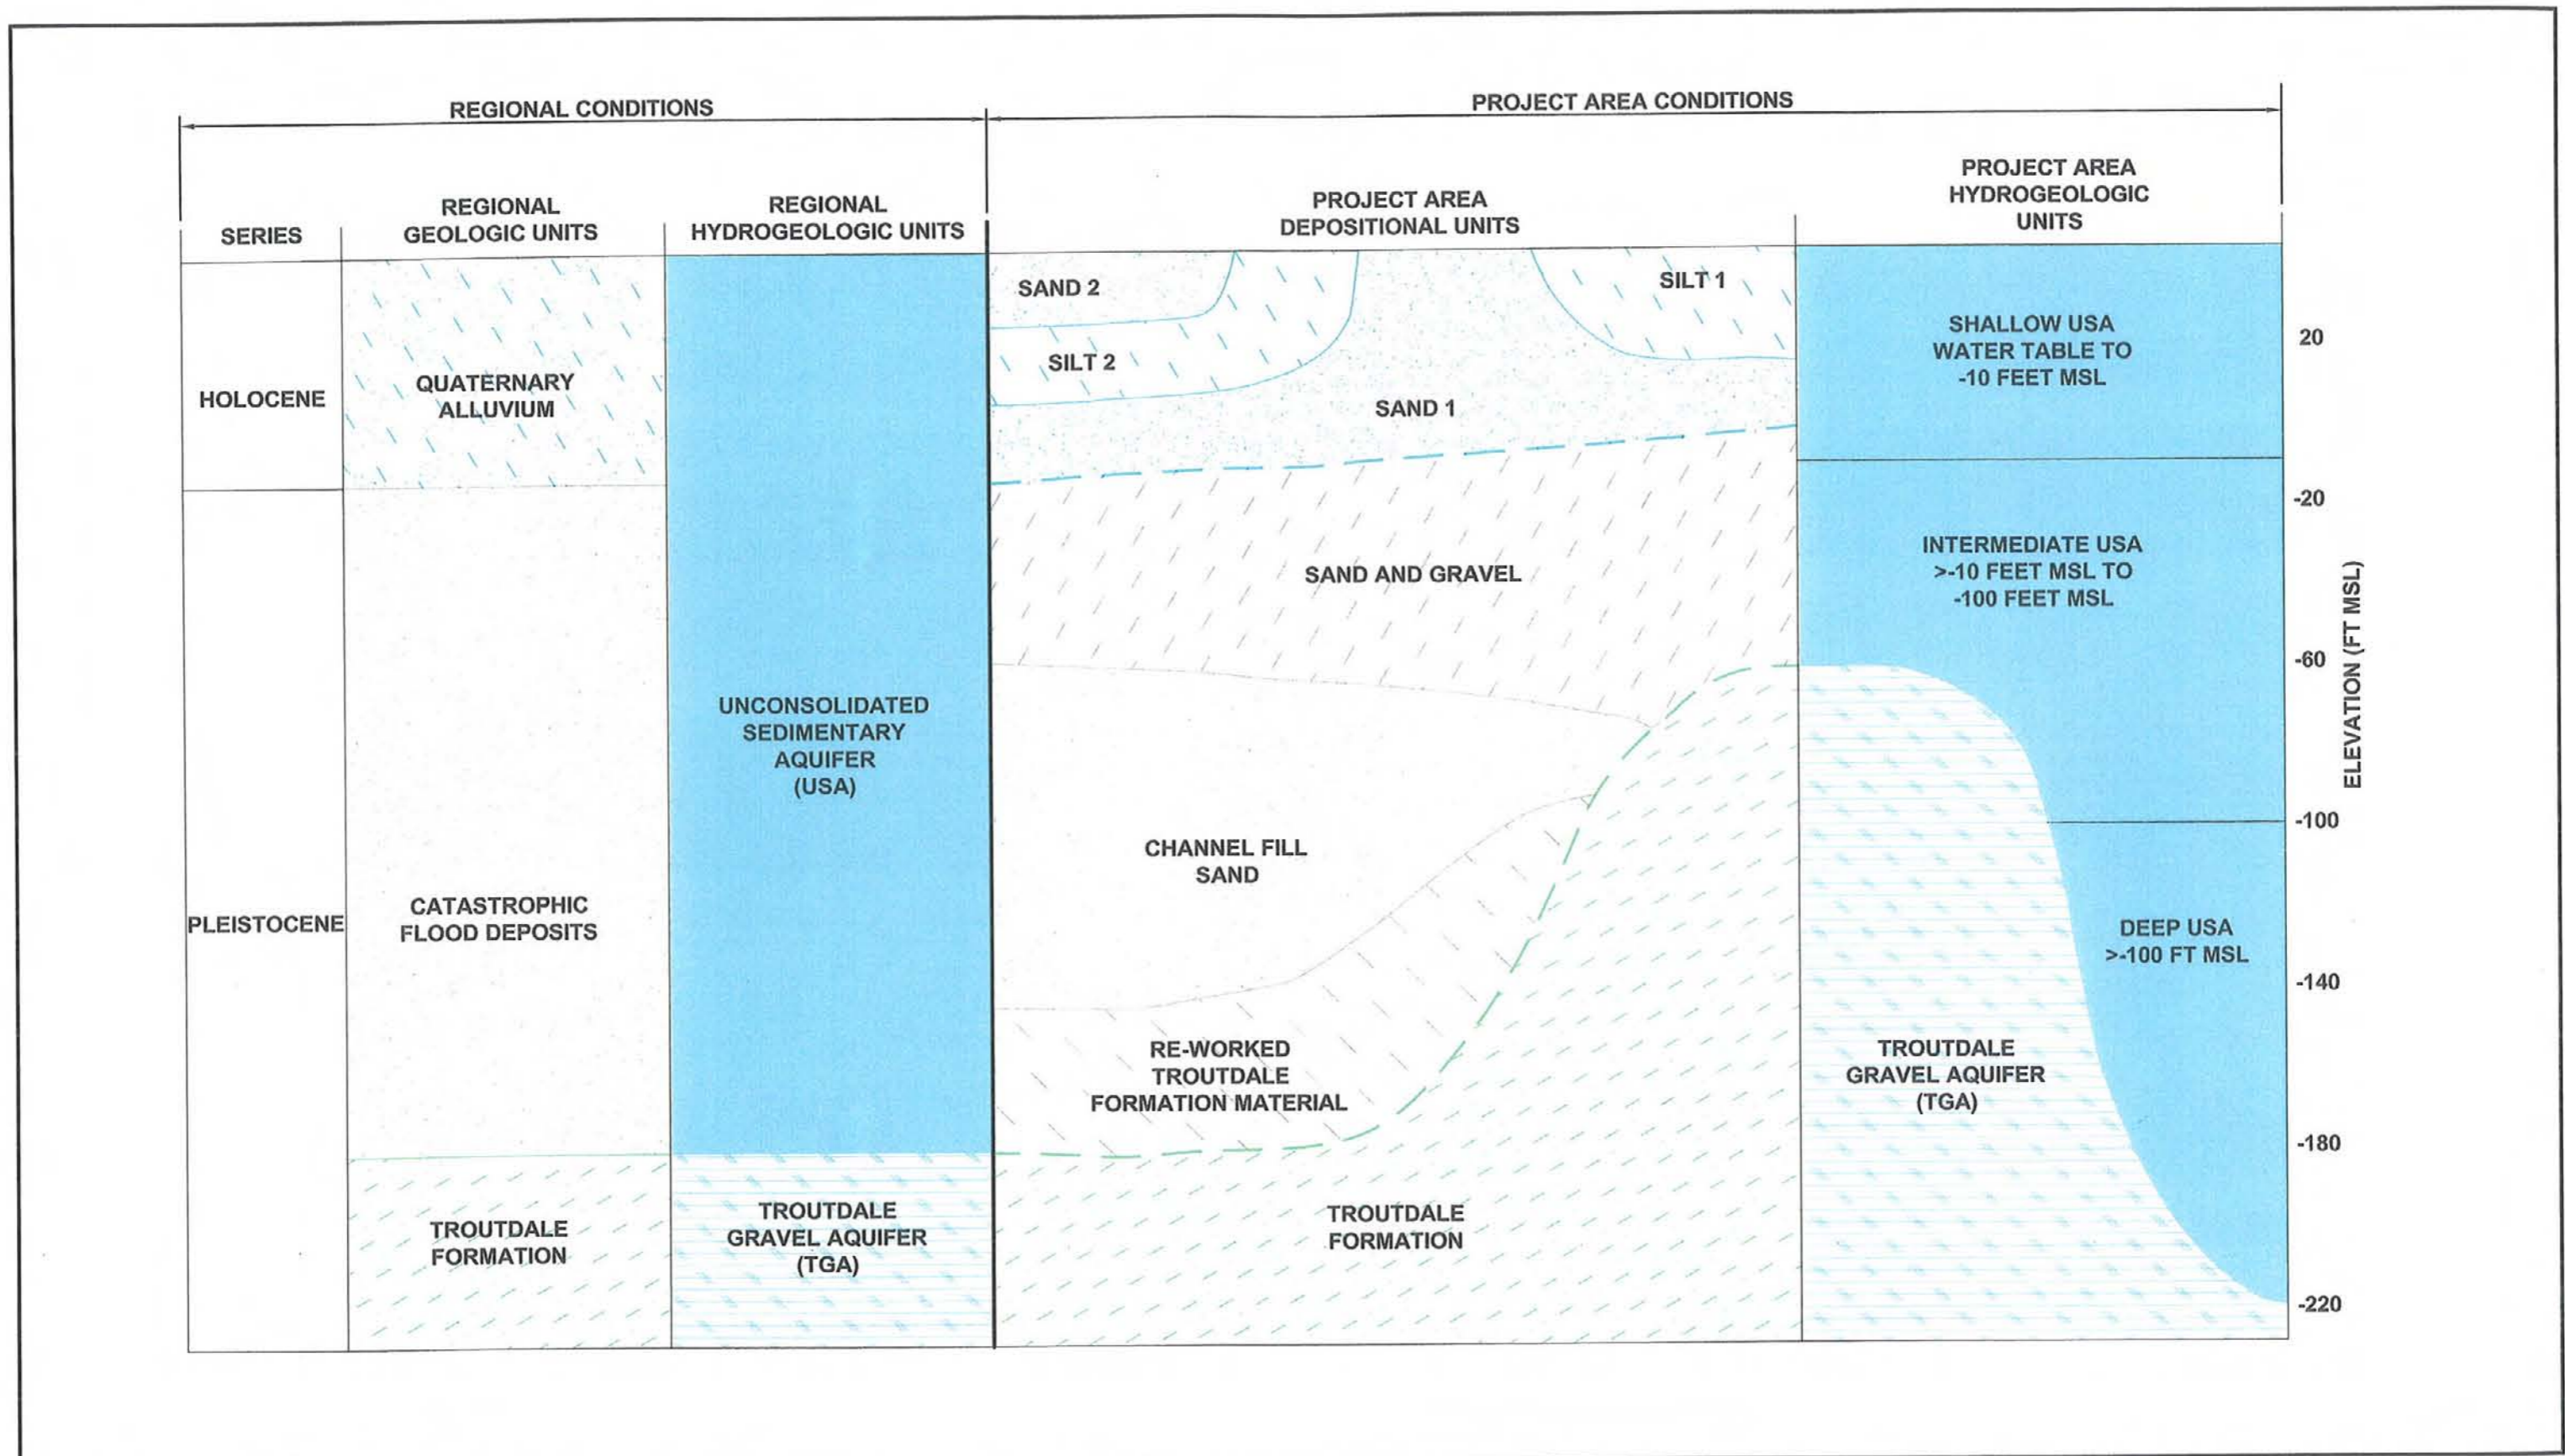 REGIONAL CONDITIONS
PROJECT AREA CONDITIONS
SERIES
REGIONAL
GEOLOGIC UNITS
REGIONAL
HYDROGEOLOGIC UNITS
PROJECT AREA
DEPOSITIONAL UNITS
PROJECT AREA
HYDROGEOLOGIC
UNITS
HOLOCENE
PLEISTOCENE
QUATERNARY
ALLUVIUM
CATASTROPHIC
FLOOD DEPOSITS
TROUTDALE
FORMATION
UNCONSOLIDATED
SEDIMENTARY
AQUIFER
(USA)
TROUTDALE
GRAVEL AQUIFER
(TGA)
SAND 2
SILT 2
SILT 1
SAND 1
SAND AND GRAVEL
CHANNEL FILL
SAND
RE-WORKED
TROUTDALE
FORMATION MATERIAL
TROUTDALE
FORMATION
SHALLOW USA
WATER TABLE TO
-10 FEET MSL
INTERMEDIATE USA
>-10 FEET MSL TO
-100 FEET MSL
DEEP USA
>-100 FT MSL
TROUTDALE
GRAVEL AQUIFER
(TGA)
20
-20
-60
-100
-140
-180
-220
ELEVATION (FT MSL)